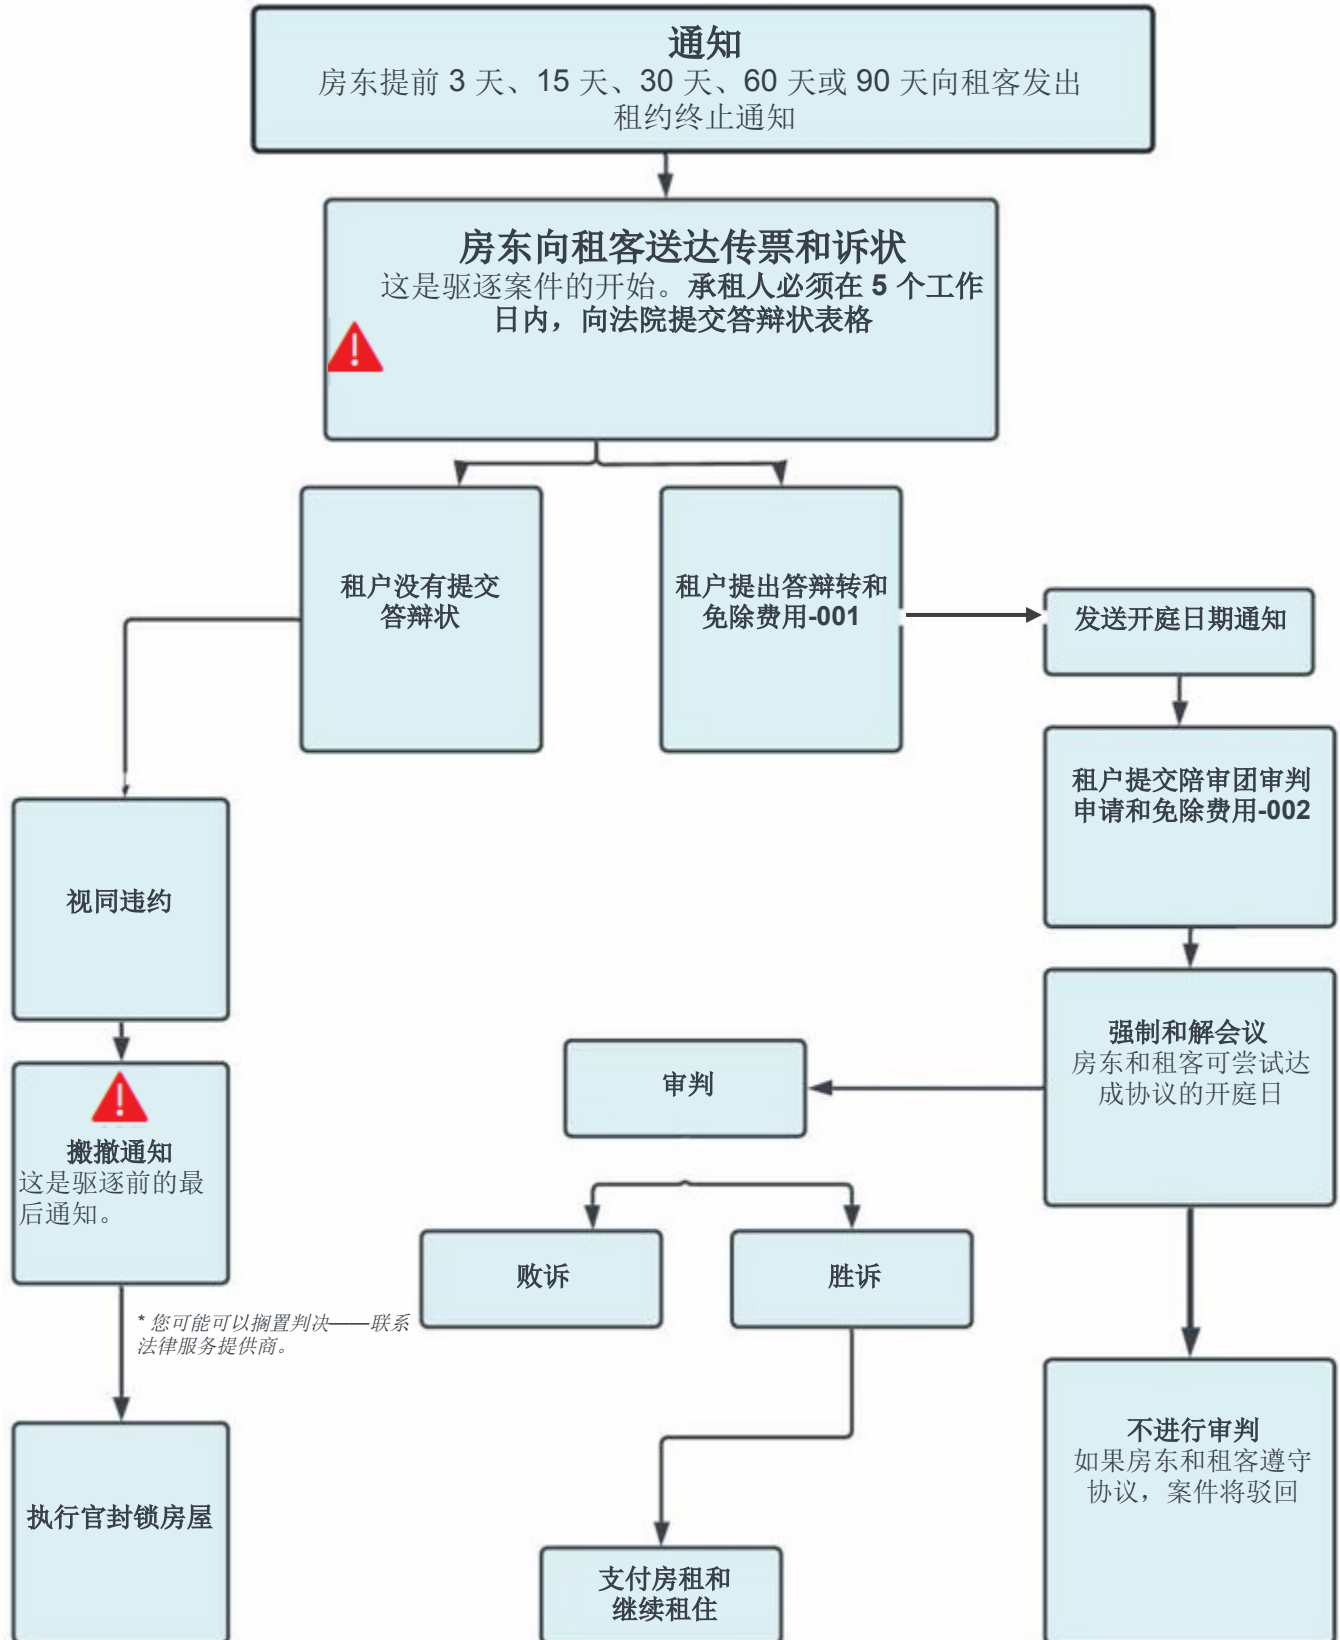 通知
房东提前 3 天、15 天、30 天、60 天或 90 天向租客发出
租约终止通知
房东向租客送达传票和诉状
这是驱逐案件的开始。承租人必须在 5 个工作
日内，向法院提交答辩状表格
租户没有提交
答辩状
租户提出答辩转和
免除费用-001
发送开庭日期通知
租户提交陪审团审判
申请和免除费用-002
视同违约
强制和解会议
房东和租客可尝试达
成协议的开庭日
审判
搬撤通知
这是驱逐前的最
后通知。
败诉
胜诉
* 您可能可以搁置判决——联系
法律服务提供商。
不进行审判
如果房东和租客遵守
协议，案件将驳回
执行官封锁房屋
支付房租和
继续租住